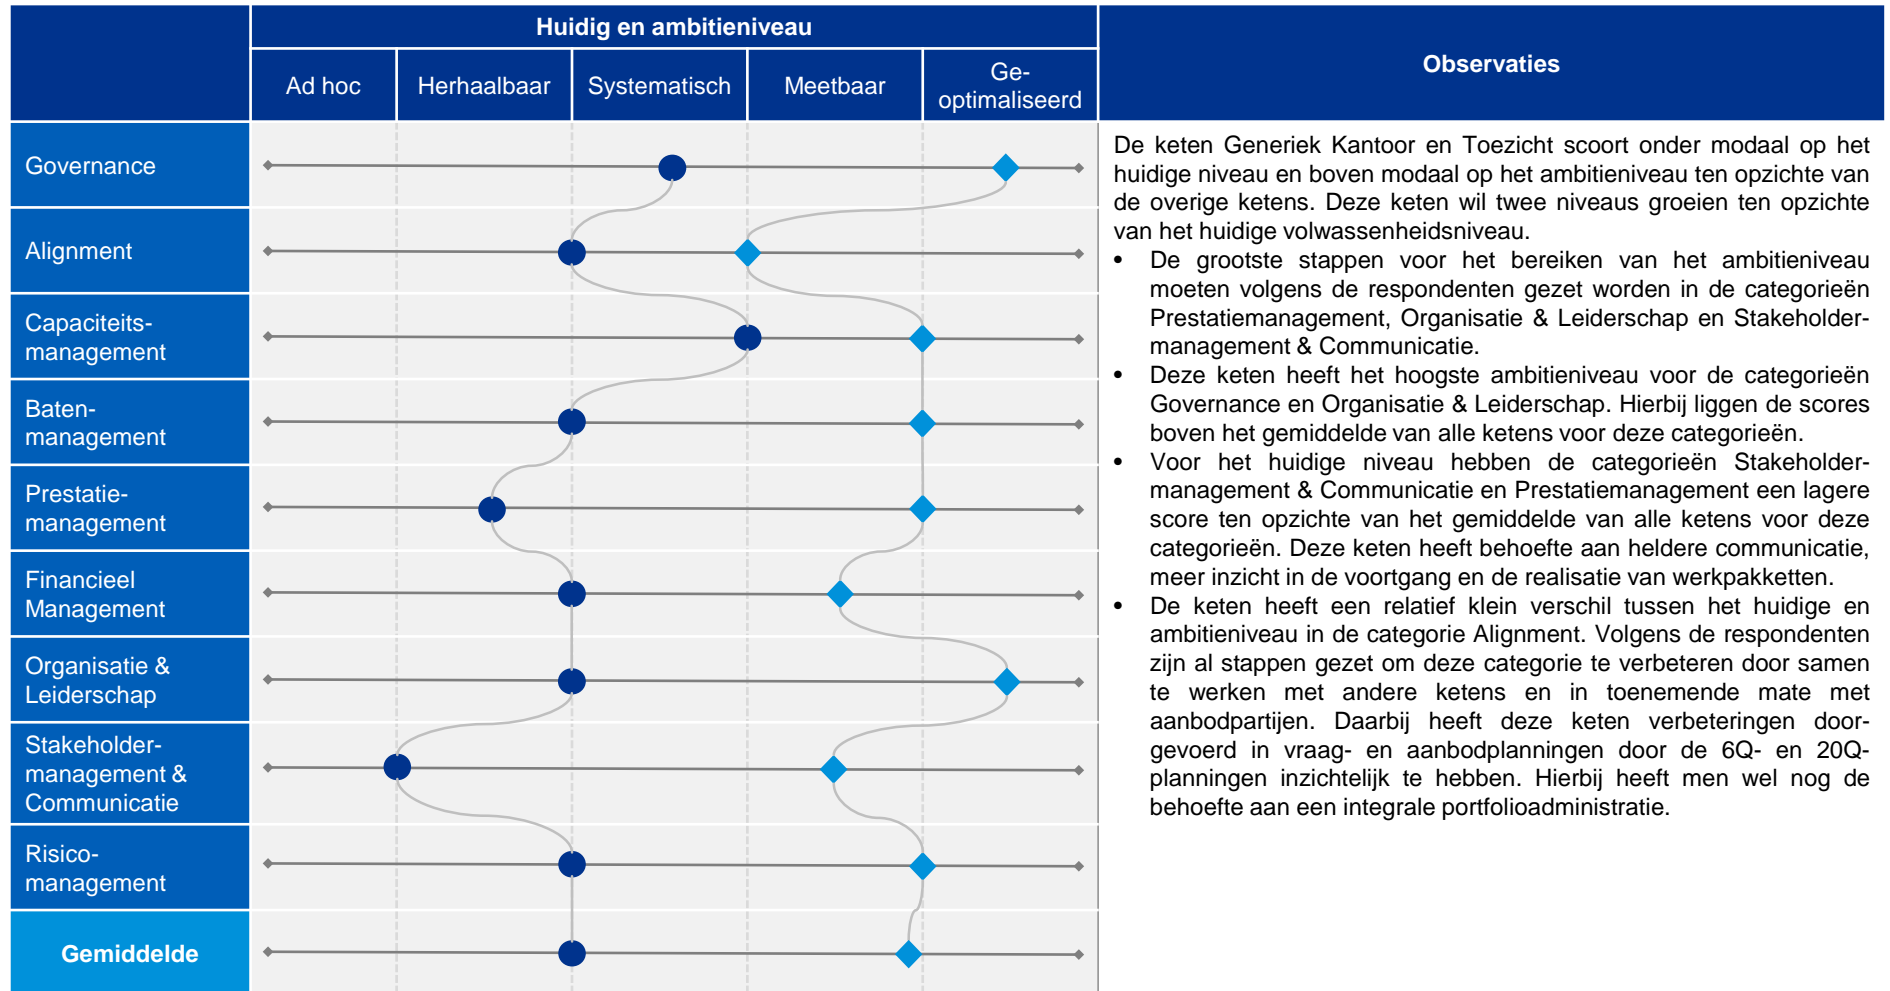 Huidig en ambitieniveau
Observaties
Ad hoc
Herhaalbaar
Systematisch
Meetbaar
Ge-
optimaliseerd
Governance
Alignment
Capaciteits-
management
Baten-
management
Prestatie-
management
Financieel
Management
Organisatie &
Leiderschap
Stakeholder-
management &
Communicatie
Risico-
management
Gemiddelde
De keten Generiek Kantoor en Toezicht scoort onder modaal op het
huidige niveau en boven modaal op het ambitieniveau ten opzichte van
de overige ketens. Deze keten wil twee niveaus groeien ten opzichte
van het huidige volwassenheidsniveau.
• De grootste stappen voor het bereiken van het ambitieniveau
moeten volgens de respondenten gezet worden in de categorieën
Prestatiemanagement, Organisatie & Leiderschap en Stakeholder-
management & Communicatie.
• Deze keten heeft het hoogste ambitieniveau voor de categorieën
Governance en Organisatie & Leiderschap. Hierbij liggen de scores
boven het gemiddelde van alle ketens voor deze categorieën.
• Voor het huidige niveau hebben de categorieën Stakeholder-
management & Communicatie en Prestatiemanagement een lagere
score ten opzichte van het gemiddelde van alle ketens voor deze
categorieën. Deze keten heeft behoefte aan heldere communicatie,
meer inzicht in de voortgang en de realisatie van werkpakketten.
• De keten heeft een relatief klein verschil tussen het huidige en
ambitieniveau in de categorie Alignment. Volgens de respondenten
zijn al stappen gezet om deze categorie te verbeteren door samen
te werken met andere ketens en in toenemende mate met
aanbodpartijen. Daarbij heeft deze keten verbeteringen door-
gevoerd in vraag- en aanbodplanningen door de 6Q- en 20Q-
planningen inzichtelijk te hebben. Hierbij heeft men wel nog de
behoefte aan een integrale portfolioadministratie.